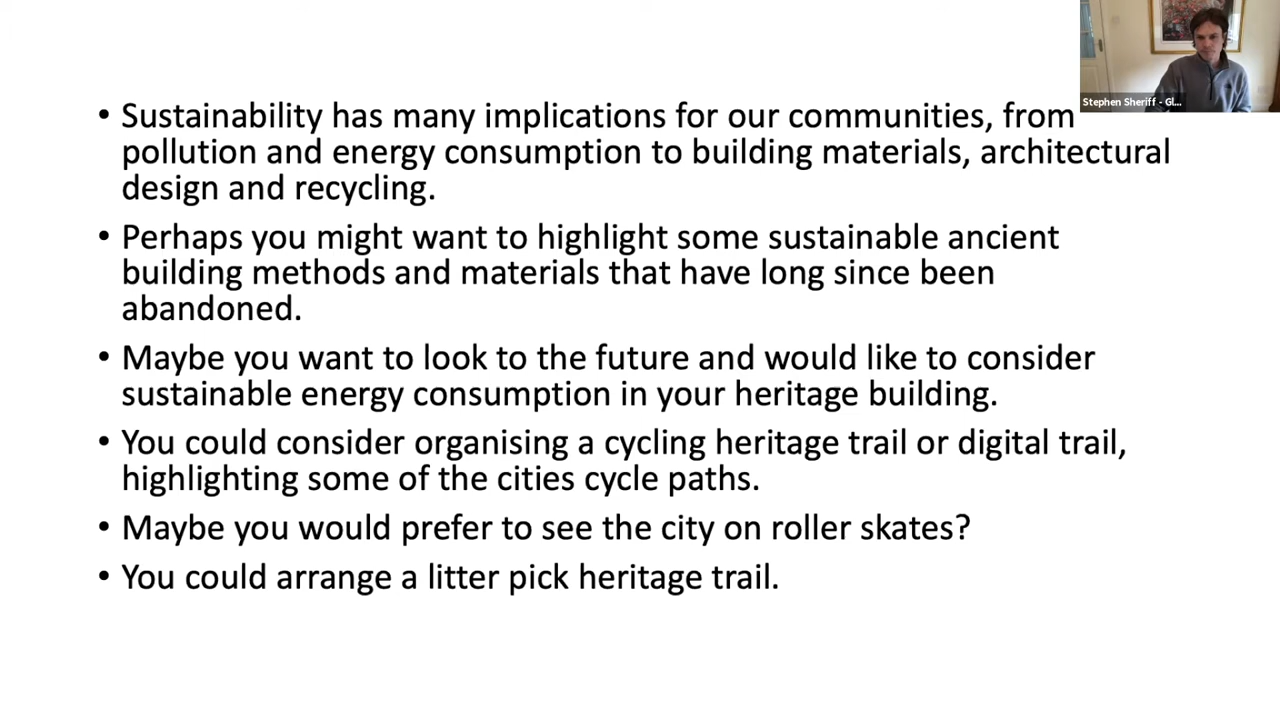 • Sustainability has many implications for our communities, from
pollution and energy consumption to building materials, architectural
design and recycling.
• Perhaps you might want to highlight some sustainable ancient
building methods and materials that have long since been
abandoned.
• Maybe you want to look to the future and would like to consider
sustainable energy consumption in your heritage building.
• You could consider organising a cycling heritage trail or digital trail,
highlighting some of the cities cycle paths.
• Maybe you would prefer to see the city on roller skates?
• You could arrange a litter pick heritage trail.
Stephen Sheriff - Gl...